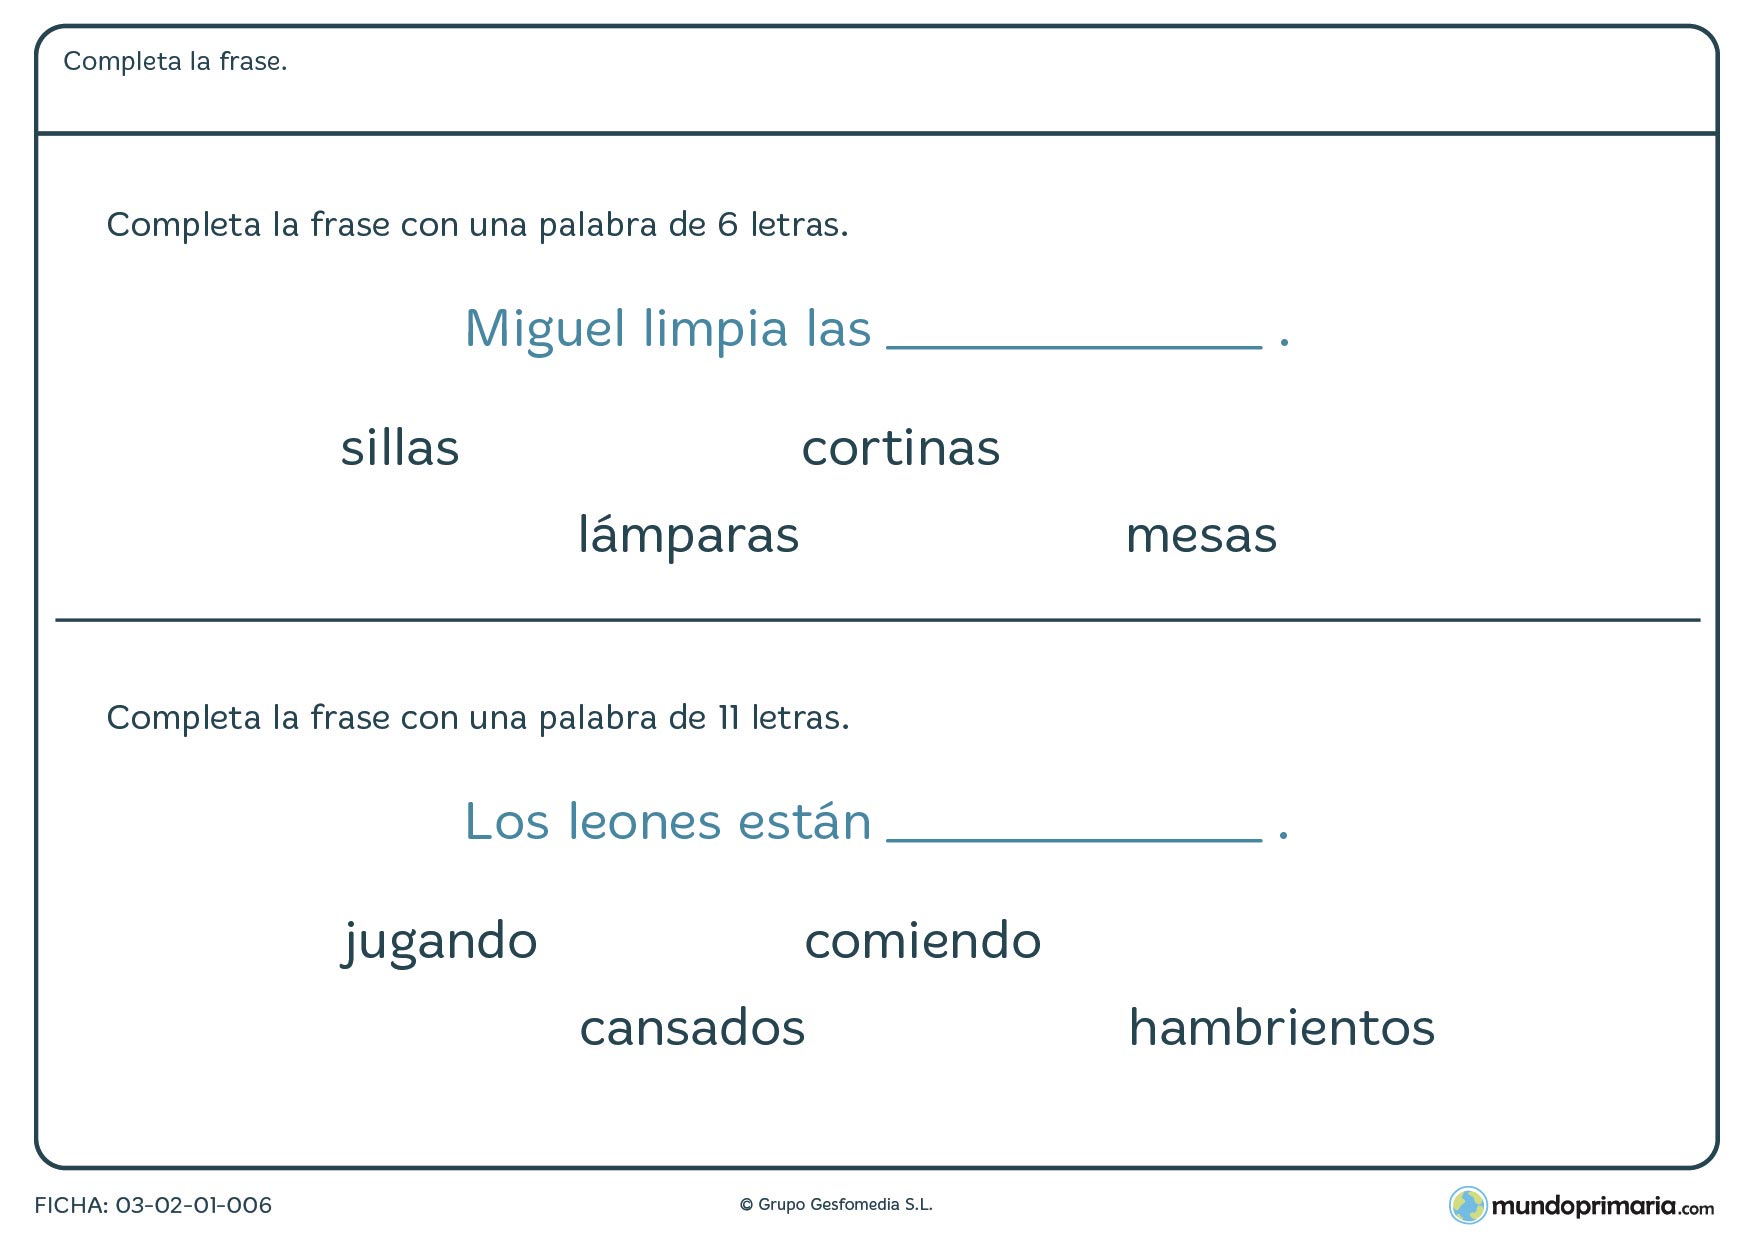 Completa la frase.
Completa la frase con una palabra de 6 letras.
Miguel limpia las ______________ .
sillas cortinas
lámparas mesas
Completa la frase con una palabra de 11 letras.
Los leones están ______________ .
jugando comiendo
cansados hambrientos
FICHA: 03-02-01-006 © Grupo Gesfomedia S.L. mundoprimaria.com